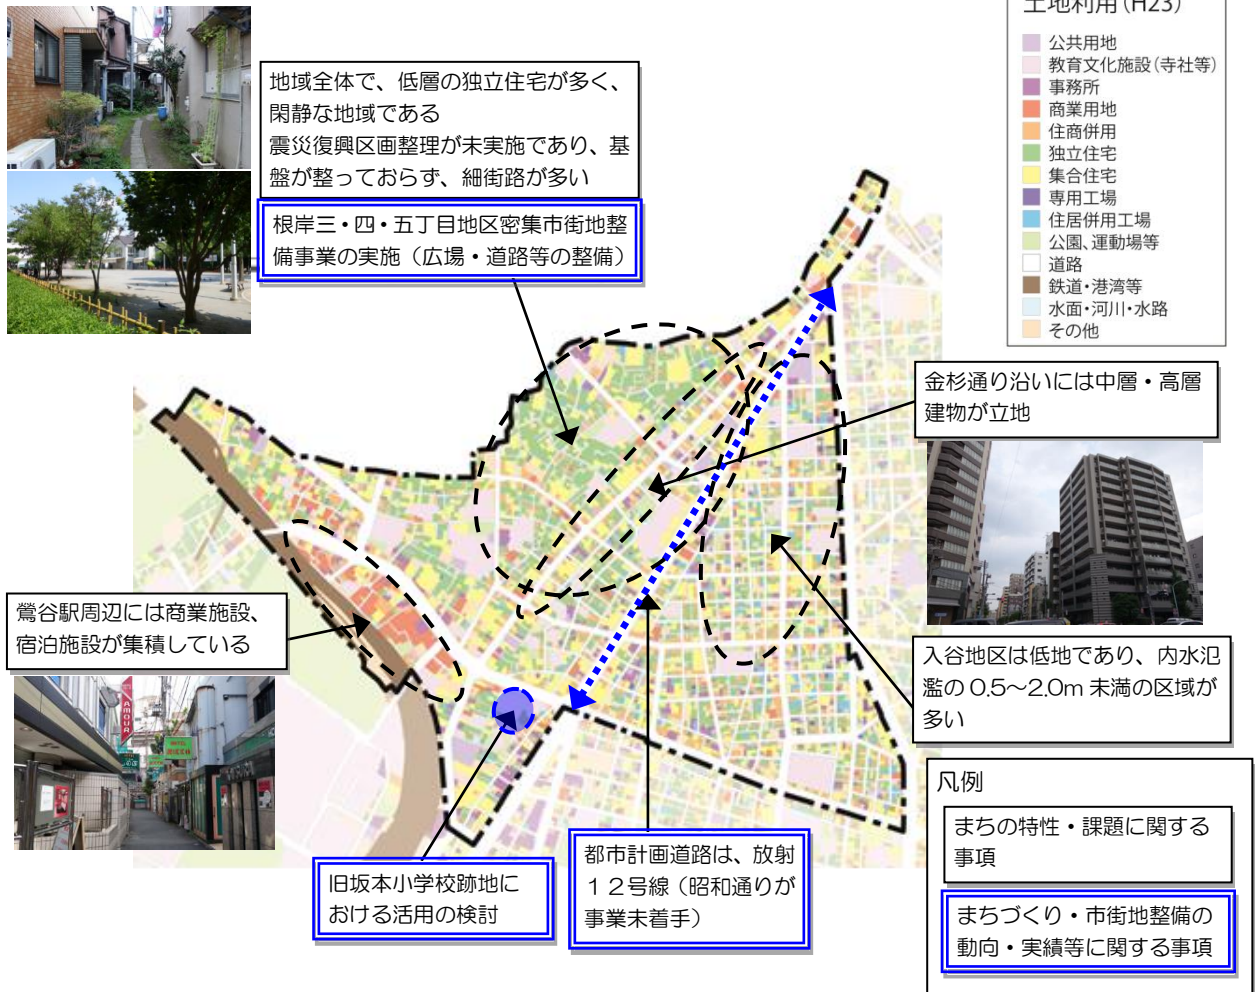 土地利用(H23)
公共用地
教育文化施設(寺社等)
事務所
商業用地
住商併用
独立住宅
集合住宅
専用工場
住居併用工場
公園、運動場等
道路
鉄道・港湾等
水面・河川・水路
その他
地域全体で、低層の独立住宅が多く、
閑静な地域である
震災復興区画整理が未実施であり、基
盤が整っておらず、細街路が多い
根岸三・四・五丁目地区密集市街地整
備事業の実施（広場・道路等の整備）
金杉通り沿いには中層・高層
建物が立地
鶯谷駅周辺には商業施設、
宿泊施設が集積している
入谷地区は低地であり、内水氾
濫の 0.5～2.0m 未満の区域が
多い
旧坂本小学校跡地に
おける活用の検討
都市計画道路は、放射
１２号線（昭和通りが
事業未着手）
凡例
まちの特性・課題に関する
事項
まちづくり・市街地整備の
動向・実績等に関する事項
AMOUR
HOTEL